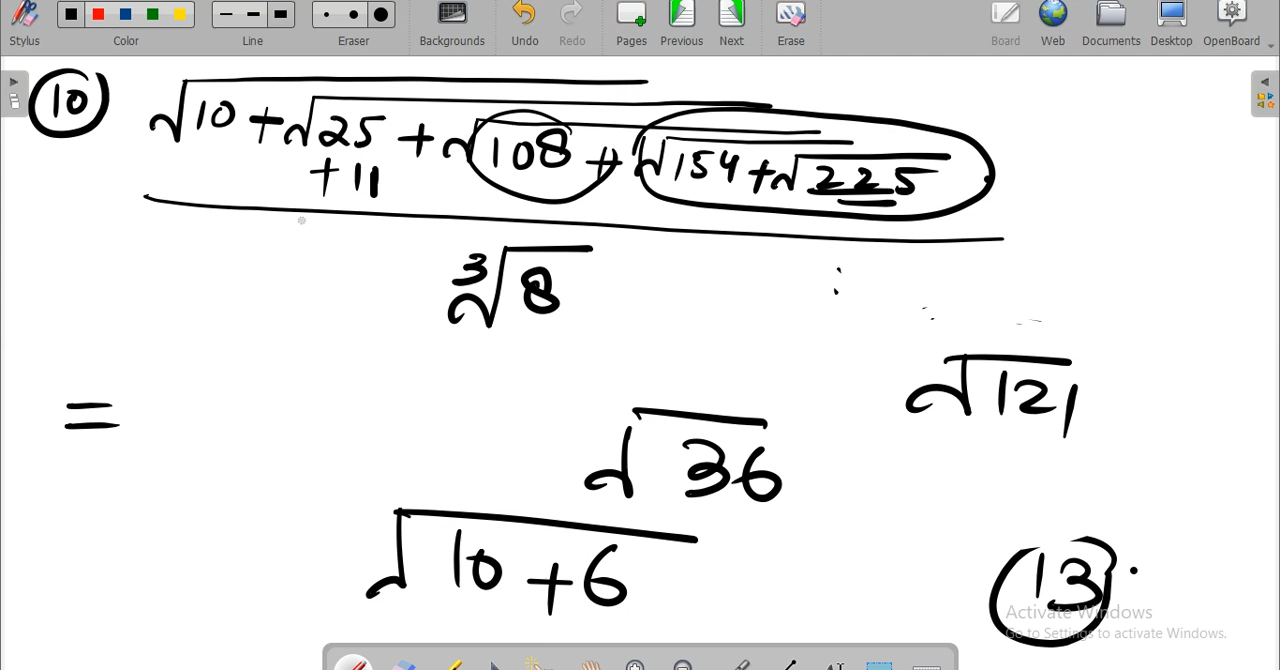 Stylus Color Line Eraser Backgrounds Undo Redo Pages Previous Next Erase Board Web Documents Desktop OpenBoard
10 √10 + √25 + √108 + √154 + √225
+ 11
3√8
√121
=
√36
√10 + 6
13
Activate Windows
Go to Settings to activate Windows.